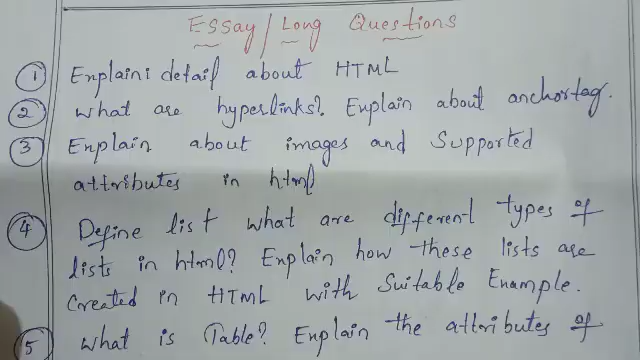 Essay / Long Questions
1 Explain i detail about HTML
2 What are hyperlinks? Explain about anchortag.
3 Explain about images and Supported
attributes in html
4 Define list what are different types of
lists in html? Explain how these lists are
Created in HTML with Suitable Example.
5 What is Table? Explain the attributes of